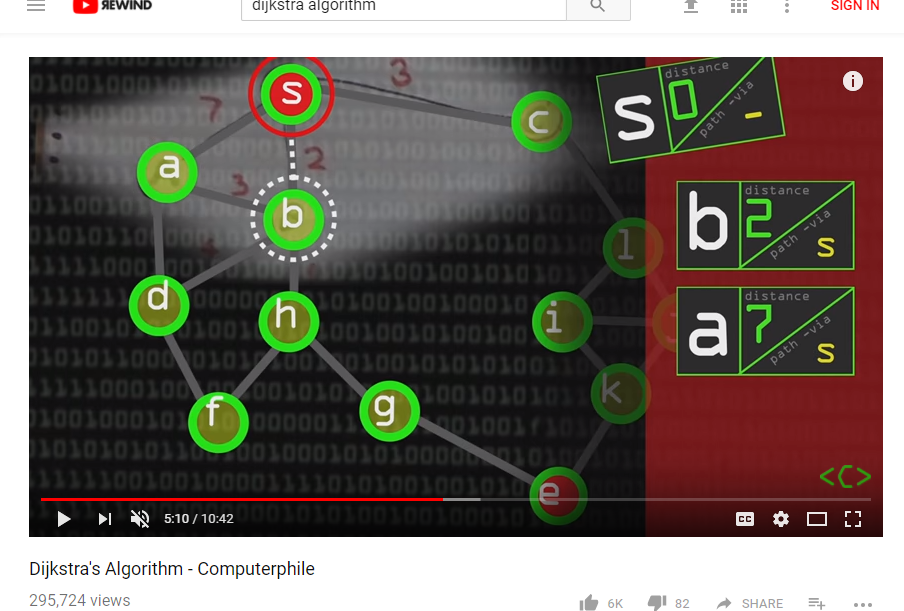 REWIND
dijkstra algorithm
SIGN IN
7
3
S
2
3
c
a
b
l
d
h
i
f
g
k
e
s
distance
0
path -via
-
b
distance
2
path -via
s
a
distance
7
path -via
s
<C>
5:10 / 10:42
CC
Dijkstra's Algorithm - Computerphile
295,724 views
6K
82
SHARE